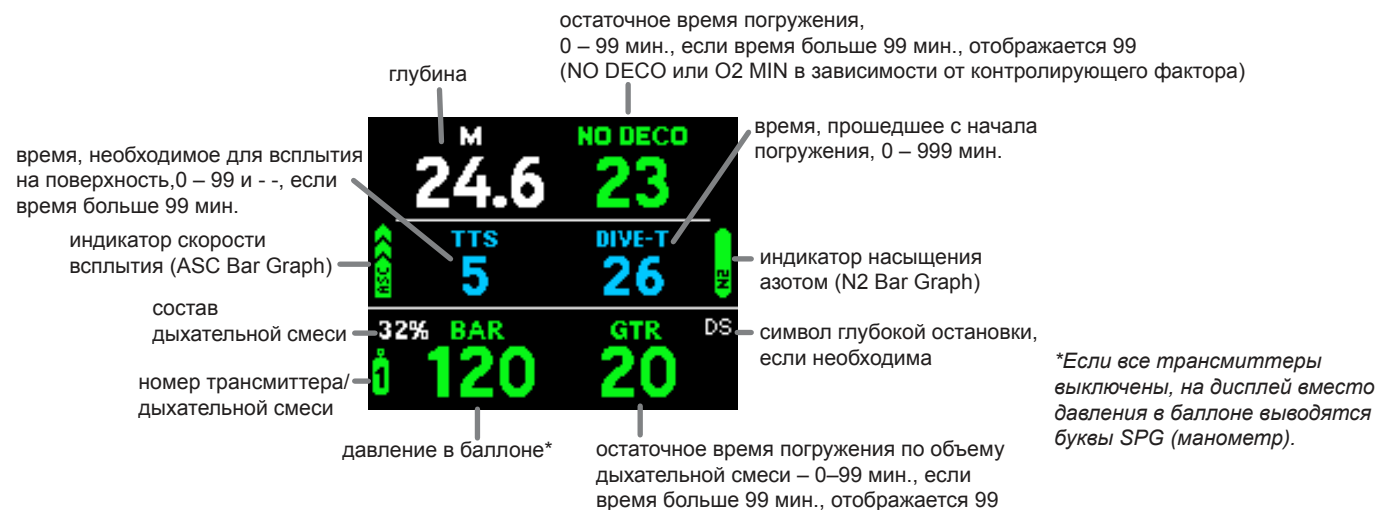 остаточное время погружения,
0 – 99 мин., если время больше 99 мин., отображается 99
(NO DECO или O2 MIN в зависимости от контролирующего фактора)
глубина
время, необходимое для всплытия
на поверхность,0 – 99 и - -, если
время больше 99 мин.
индикатор скорости
всплытия (ASC Bar Graph)
состав
дыхательной смеси
номер трансмиттера/
дыхательной смеси
M NO DECO
24.6 23
TTS DIVE-T
5 26
ASC N2
32% BAR GTR DS
1 120 20
время, прошедшее с начала
погружения, 0 – 999 мин.
индикатор насыщения
азотом (N2 Bar Graph)
символ глубокой остановки,
если необходима
*Если все трансмиттеры
выключены, на дисплей вместо
давления в баллоне выводятся
буквы SPG (манометр).
давление в баллоне*
остаточное время погружения по объему
дыхательной смеси – 0–99 мин., если
время больше 99 мин., отображается 99